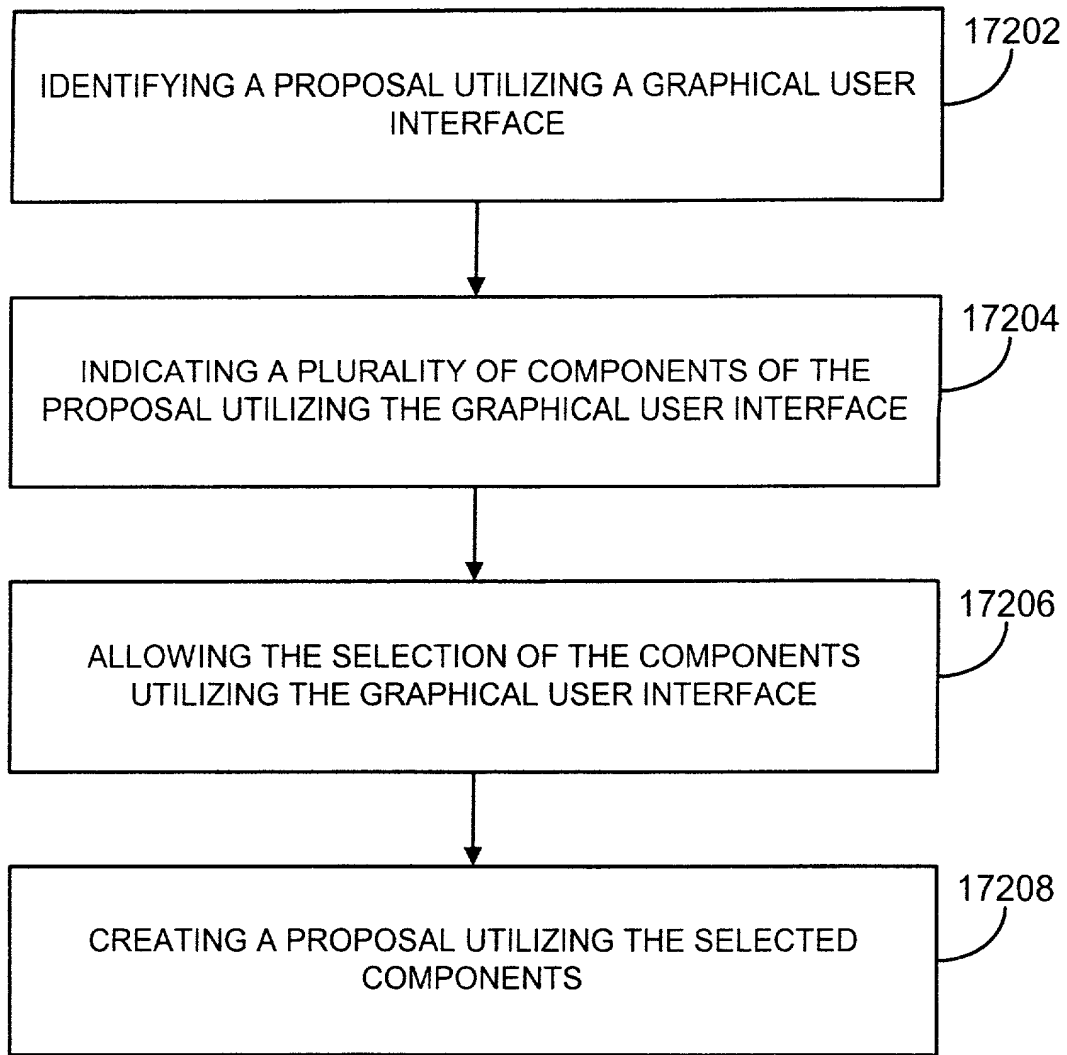 17202
IDENTIFYING A PROPOSAL UTILIZING A GRAPHICAL USER
INTERFACE
17204
INDICATING A PLURALITY OF COMPONENTS OF THE
PROPOSAL UTILIZING THE GRAPHICAL USER INTERFACE
17206
ALLOWING THE SELECTION OF THE COMPONENTS
UTILIZING THE GRAPHICAL USER INTERFACE
17208
CREATING A PROPOSAL UTILIZING THE SELECTED
COMPONENTS